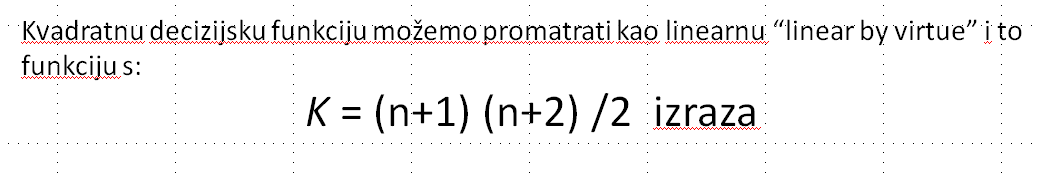 Kvadratnu decizijsku funkciju možemo promatrati kao linearnu “linear by virtue” i to
funkciju s:
K = (n+1) (n+2) /2 izraza